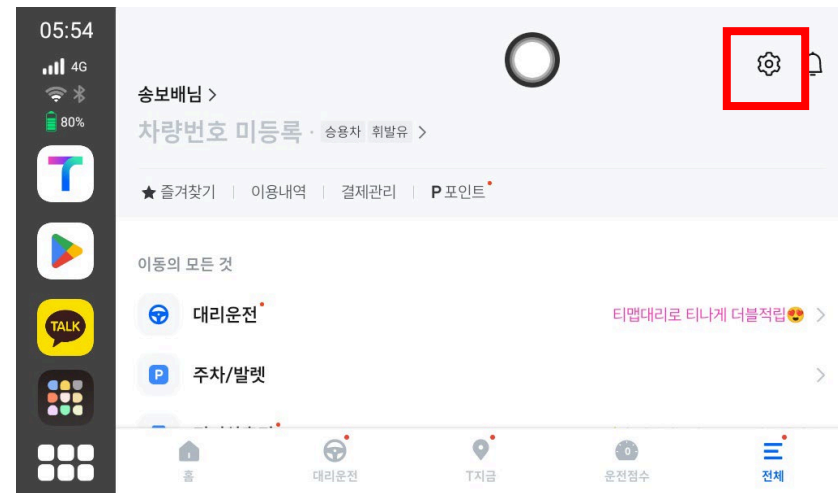 05:54
4G
80%
T
TALK
송보배님 >
차량번호 미등록 · 승용차 휘발유 >
★ 즐겨찾기 | 이용내역 | 결제관리 | P 포인트
이동의 모든 것
대리운전 티맵대리로 티나게 더블적립😍 >
P 주차/발렛 >
홈 대리운전 T지금 운전점수 전체